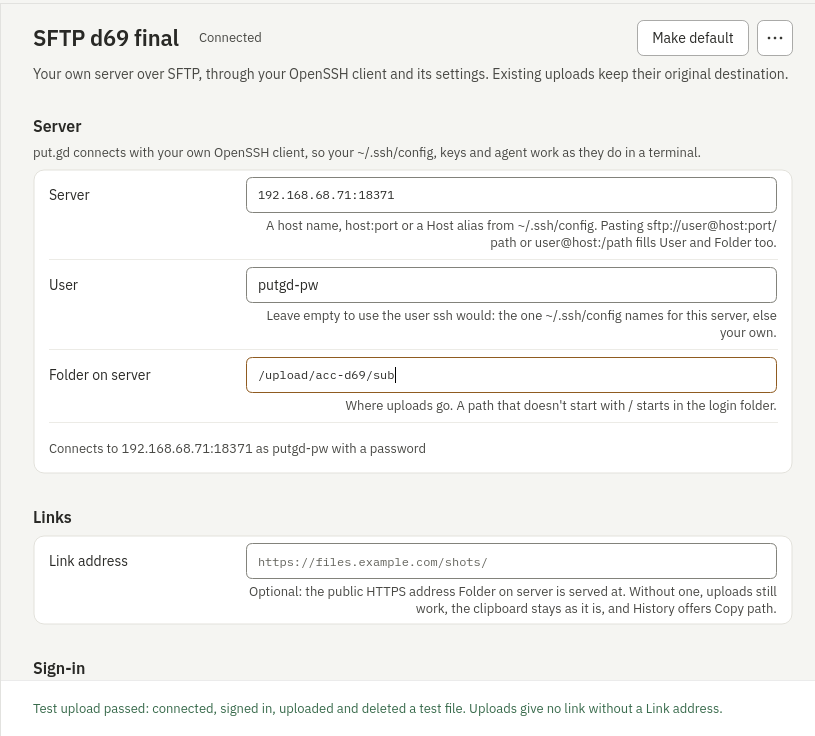 SFTP d69 final
Connected
Make default
Your own server over SFTP, through your OpenSSH client and its settings. Existing uploads keep their original destination.
Server
put.gd connects with your own OpenSSH client, so your ~/.ssh/config, keys and agent work as they do in a terminal.
Server
192.168.68.71:18371
A host name, host:port or a Host alias from ~/.ssh/config. Pasting sftp://user@host:port/
path or user@host:/path fills User and Folder too.
User
putgd-pw
Leave empty to use the user ssh would: the one ~/.ssh/config names for this server, else
your own.
Folder on server
/upload/acc-d69/sub
Where uploads go. A path that doesn't start with / starts in the login folder.
Connects to 192.168.68.71:18371 as putgd-pw with a password
Links
Link address
https://files.example.com/shots/
Optional: the public HTTPS address Folder on server is served at. Without one, uploads still
work, the clipboard stays as it is, and History offers Copy path.
Sign-in
Test upload passed: connected, signed in, uploaded and deleted a test file. Uploads give no link without a Link address.